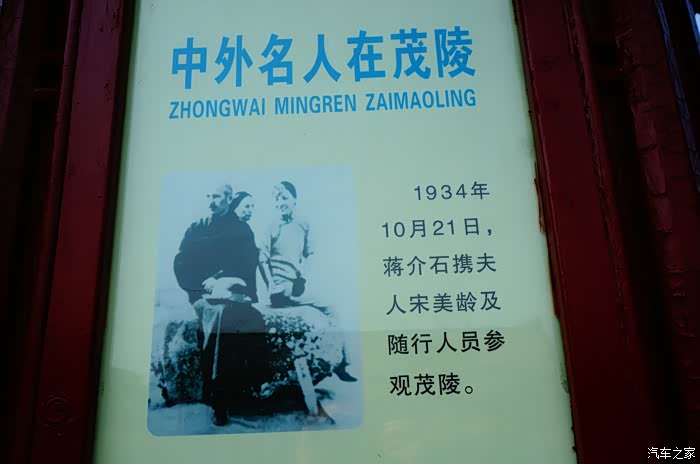 中外名人在茂陵
ZHONGWAI MINGREN ZAIMAOLING
1934年
10月21日，
蒋介石携夫
人宋美龄及
随行人员参
观茂陵。
汽车之家